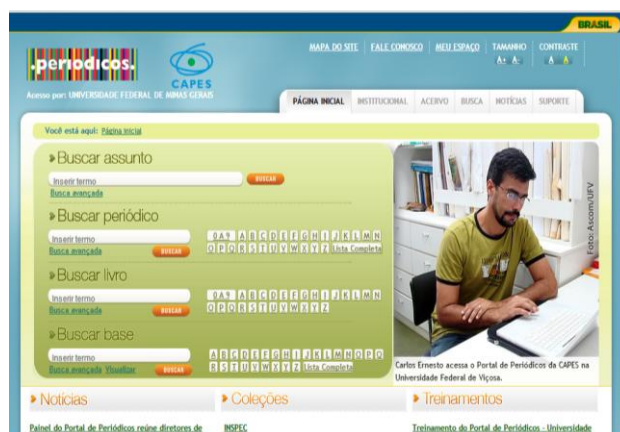 BRASIL
MAPA DO SITE FALE CONOSCO MEU ESPAÇO TAMANHO CONTRASTE
A+ A- A A
.periodicos.
CAPES
Acesso por: UNIVERSIDADE FEDERAL DE MINAS GERAIS
PÁGINA INICIAL INSTITUCIONAL ACERVO BUSCA NOTÍCIAS SUPORTE
Você está aqui: Página inicial
Buscar assunto
Inserir termo BUSCAR
Busca avançada
Buscar periódico
Inserir termo 0A9 A B C D E F G H I J K L M N
Busca avançada BUSCAR O P Q R S T U V W X Y Z Lista Completa
Buscar livro
Inserir termo 0A9 A B C D E F G H I J K L M N
Busca avançada BUSCAR O P Q R S T U V W X Y Z
Buscar base
Inserir termo A B C D E F G H I J K L M N O P Q
Busca avançada Visualizar BUSCAR R S T U V W X Y Z Lista Completa
Foto: Ascom/UFV
Carlos Ernesto acessa o Portal de Periódicos da CAPES na
Universidade Federal de Viçosa.
Notícias Coleções Treinamentos
Painel do Portal de Periódicos reúne diretores de INSPEC Treinamento do Portal de Periódicos - Universidade